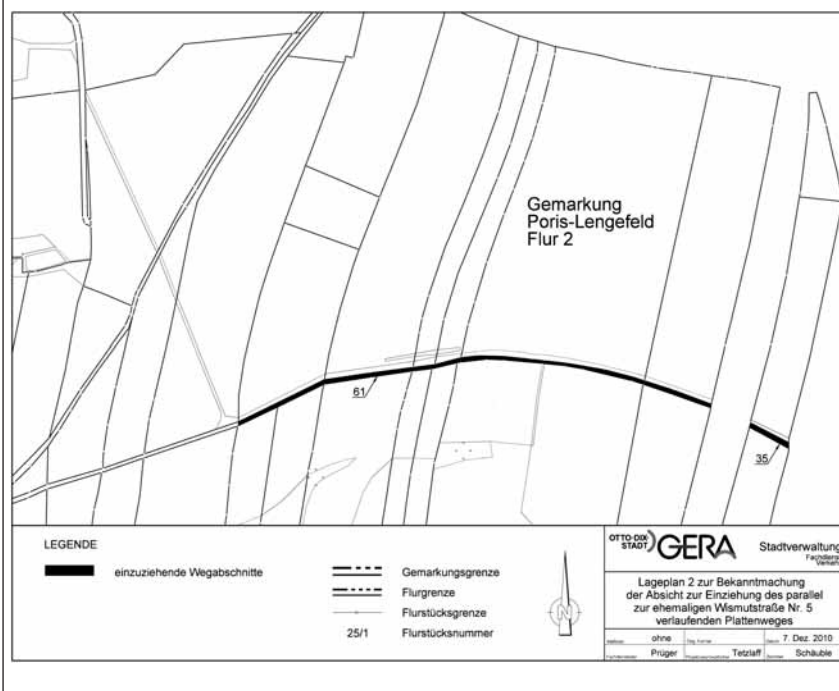 Gemarkung
Poris-Lengefeld
Flur 2
61
35
LEGENDE
einzuziehende Wegabschnitte
Gemarkungsgrenze
Flurgrenze
Flurstücksgrenze
25/1 Flurstücksnummer
N
OTTO-DIX-
STADT
GERA
Stadtverwaltung
Lageplan 2 zur Bekanntmachung
der Absicht zur Einziehung des parallel
zur ehemaligen Wismutstraße Nr. 5
verlaufenden Plattenweges
ohne 7. Dez. 2010
Prüger Tetzlaff Schäuble